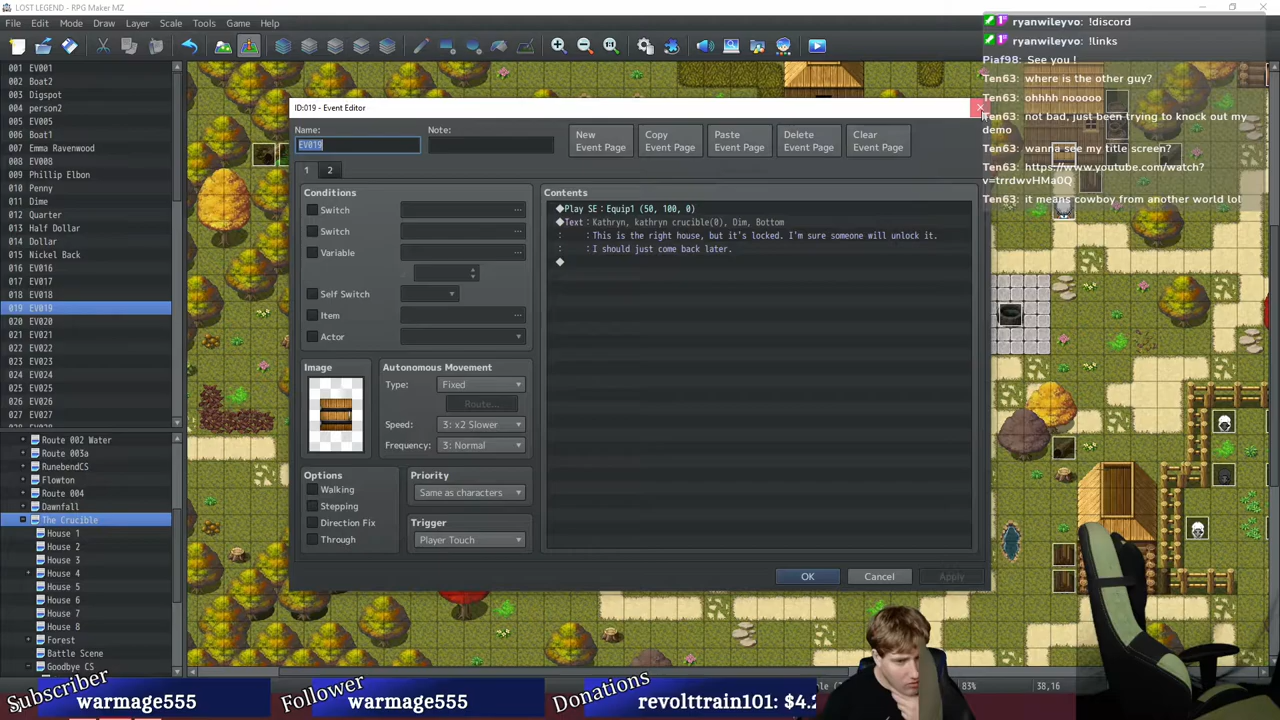 LOST LEGEND - RPG Maker MZ
File Edit Mode Draw Layer Scale Tools Game Help
001 EV001
002 Boat2
003 Digspot
004 person2
005 EV005
006 Boat1
007 Emma Ravenwood
008 EV008
009 Phillip Elbon
010 Penny
011 Dime
012 Quarter
013 Half Dullar
014 Dollar
015 Nickel Back
016 EV016
017 EV017
018 EV018
019 EV019
020 EV020
021 EV021
022 EV022
023 EV023
024 EV024
025 EV025
026 EV026
027 EV027
Route 002 Water
Route 003a
RunebendCS
Flowton
Route 004
Dawnfall
The Crucible
House 1
House 2
House 3
House 4
House 5
House 6
House 7
House 8
Forest
Battle Scene
Goodbye CS
ID:019 - Event Editor
Name:
EV019
Note:
New
Event Page
Copy
Event Page
Paste
Event Page
Delete
Event Page
Clear
Event Page
1 2
Conditions
Switch
Switch
Variable
Self Switch
Item
Actor
Image
Autonomous Movement
Type: Fixed
Route...
Speed: 3: x2 Slower
Frequency: 3: Normal
Options
Walking
Stepping
Direction Fix
Through
Priority
Same as characters
Trigger
Player Touch
Contents
◆Play SE : Equip1 (50, 100, 0)
◆Text : Kathryn, kathryn crucible(0), Dim, Bottom
: : This is the right house, but it's locked. I'm sure someone will unlock it.
: : I should just come back later.
◆
OK Cancel Apply
ryanwileyvo: !discord
ryanwileyvo: !links
Piaf98: See you !
Ten63: where is the other guy?
Ten63: ohhhh nooooo
Ten63: not bad, just been trying to knock out my
demo
Ten63: wanna see my title screen?
Ten63: https://www.youtube.com/watch?
v=trrdwvHMa0Q
Ten63: it means cowboy from another world lol
83% 38,16
Subscriber
warmage555
Follower
warmage555
Donations
revolttrain101: $4.2